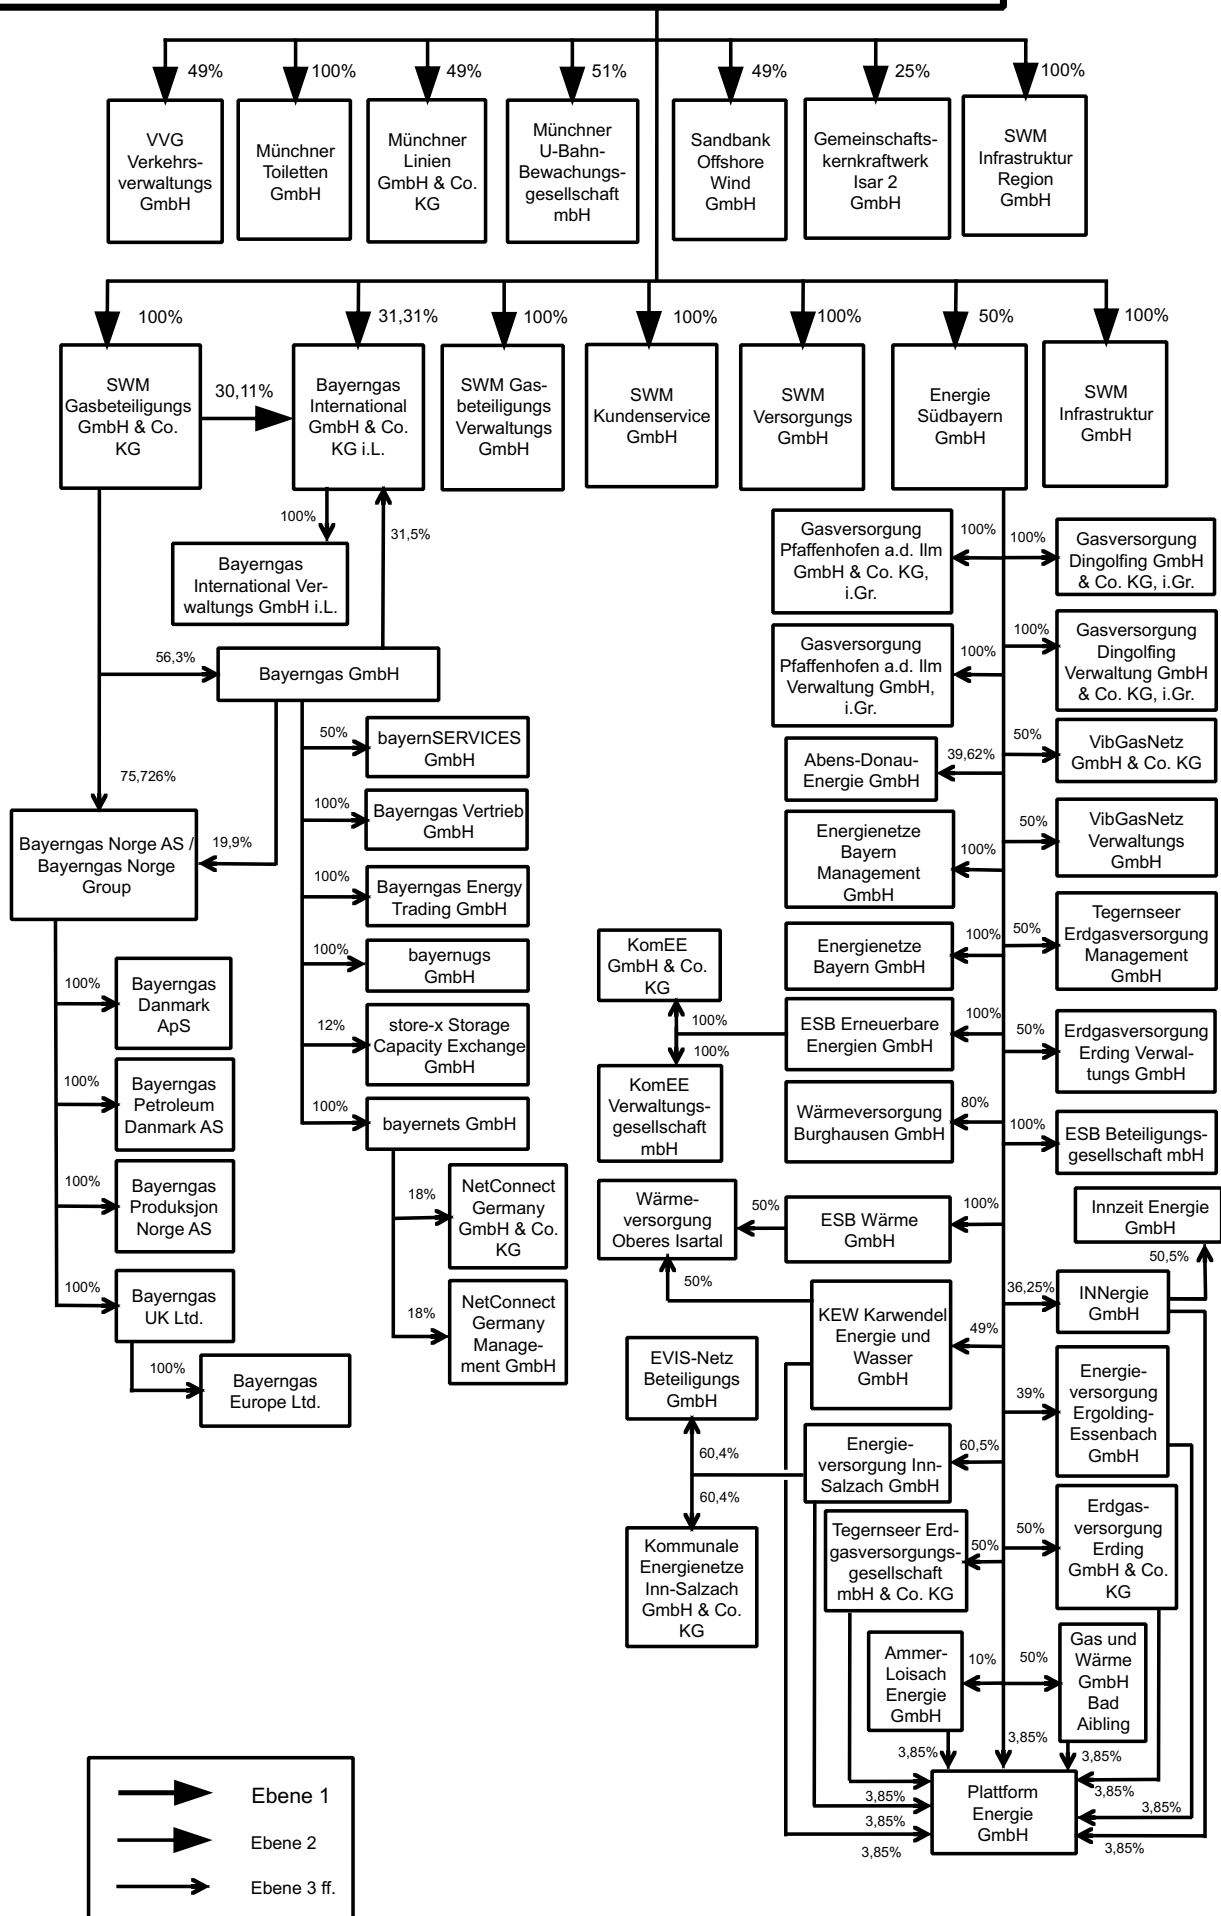 49%
100%
49%
51%
49%
25%
100%
VVG
Verkehrs-
verwaltungs
GmbH
Münchner
Toiletten
GmbH
Münchner
Linien
GmbH & Co.
KG
Münchner
U-Bahn-
Bewachungs-
gesellschaft
mbH
Sandbank
Offshore
Wind
GmbH
Gemeinschafts-
kernkraftwerk
Isar 2
GmbH
SWM
Infrastruktur
Region
GmbH
100%
31,31%
100%
100%
100%
50%
100%
SWM
Gasbeteiligungs
GmbH & Co.
KG
30,11%
Bayerngas
International
GmbH & Co.
KG i.L.
SWM Gas-
beteiligungs
Verwaltungs
GmbH
SWM
Kundenservice
GmbH
SWM
Versorgungs
GmbH
Energie
Südbayern
GmbH
SWM
Infrastruktur
GmbH
100%
31,5%
Bayerngas
International Ver-
waltungs GmbH i.L.
56,3%
Bayerngas GmbH
75,726%
19,9%
Bayerngas Norge AS /
Bayerngas Norge
Group
50%
bayernSERVICES
GmbH
100%
Bayerngas Vertrieb
GmbH
100%
Bayerngas Energy
Trading GmbH
100%
bayernugs
GmbH
12%
store-x Storage
Capacity Exchange
GmbH
100%
bayernets GmbH
18%
NetConnect
Germany
GmbH & Co.
KG
18%
NetConnect
Germany
Manage-
ment GmbH
100%
Bayerngas
Danmark
ApS
100%
Bayerngas
Petroleum
Danmark AS
100%
Bayerngas
Produksjon
Norge AS
100%
Bayerngas
UK Ltd.
100%
Bayerngas
Europe Ltd.
Gasversorgung
Pfaffenhofen a.d. Ilm
GmbH & Co. KG,
i.Gr.
100%
100%
Gasversorgung
Dingolfing GmbH
& Co. KG, i.Gr.
Gasversorgung
Pfaffenhofen a.d. Ilm
Verwaltung GmbH,
i.Gr.
100%
100%
Gasversorgung
Dingolfing
Verwaltung GmbH
& Co. KG, i.Gr.
Abens-Donau-
Energie GmbH
39,62%
50%
VibGasNetz
GmbH & Co. KG
Energienetze
Bayern
Management
GmbH
100%
50%
VibGasNetz
Verwaltungs
GmbH
Energienetze
Bayern GmbH
100%
50%
Tegernseer
Erdgasversorgung
Management
GmbH
KomEE
GmbH & Co.
KG
100%
100%
KomEE
Verwaltungs-
gesellschaft
mbH
ESB Erneuerbare
Energien GmbH
100%
50%
Erdgasversorgung
Erding Verwal-
tungs GmbH
Wärmeversorgung
Burghausen GmbH
80%
100%
ESB Beteiligungs-
gesellschaft mbH
Wärme-
versorgung
Oberes Isartal
50%
ESB Wärme
GmbH
100%
Innzeit Energie
GmbH
50,5%
50%
36,25%
INNergie
GmbH
KEW Karwendel
Energie und
Wasser
GmbH
49%
EVIS-Netz
Beteiligungs
GmbH
39%
Energie-
versorgung
Ergolding-
Essenbach
GmbH
60,4%
60,4%
Energie-
versorgung Inn-
Salzach GmbH
60,5%
Kommunale
Energienetze
Inn-Salzach
GmbH & Co.
KG
Tegernseer Erd-
gasversorgungs-
gesellschaft
mbH & Co. KG
50%
50%
Erdgas-
versorgung
Erding
GmbH & Co.
KG
Ammer-
Loisach
Energie
GmbH
10%
50%
Gas und
Wärme
GmbH
Bad
Aibling
3,85%
3,85%
3,85%
3,85%
3,85%
3,85%
3,85%
3,85%
3,85%
Plattform
Energie
GmbH
Ebene 1
Ebene 2
Ebene 3 ff.